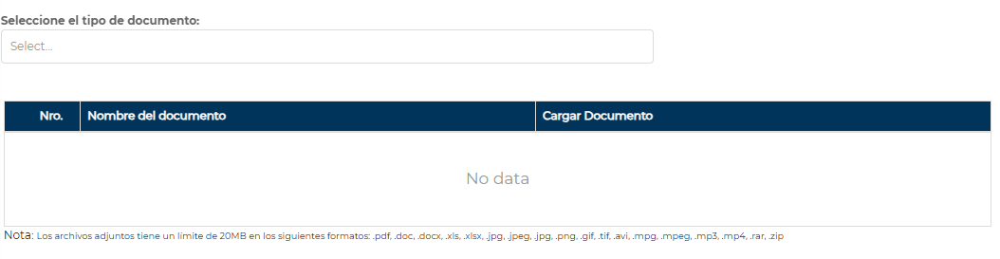 Seleccione el tipo de documento:
Select...
Nro. Nombre del documento Cargar Documento
No data
Nota: Los archivos adjuntos tiene un limite de 20MB en los siguientes formatos: .pdf, .doc, .docx, .xls, .xlsx, .jpg, .jpeg, .jpg, .png, .gif, .tif, .avi, .mpg, .mpeg, .mp3, .mp4, .rar, .zip